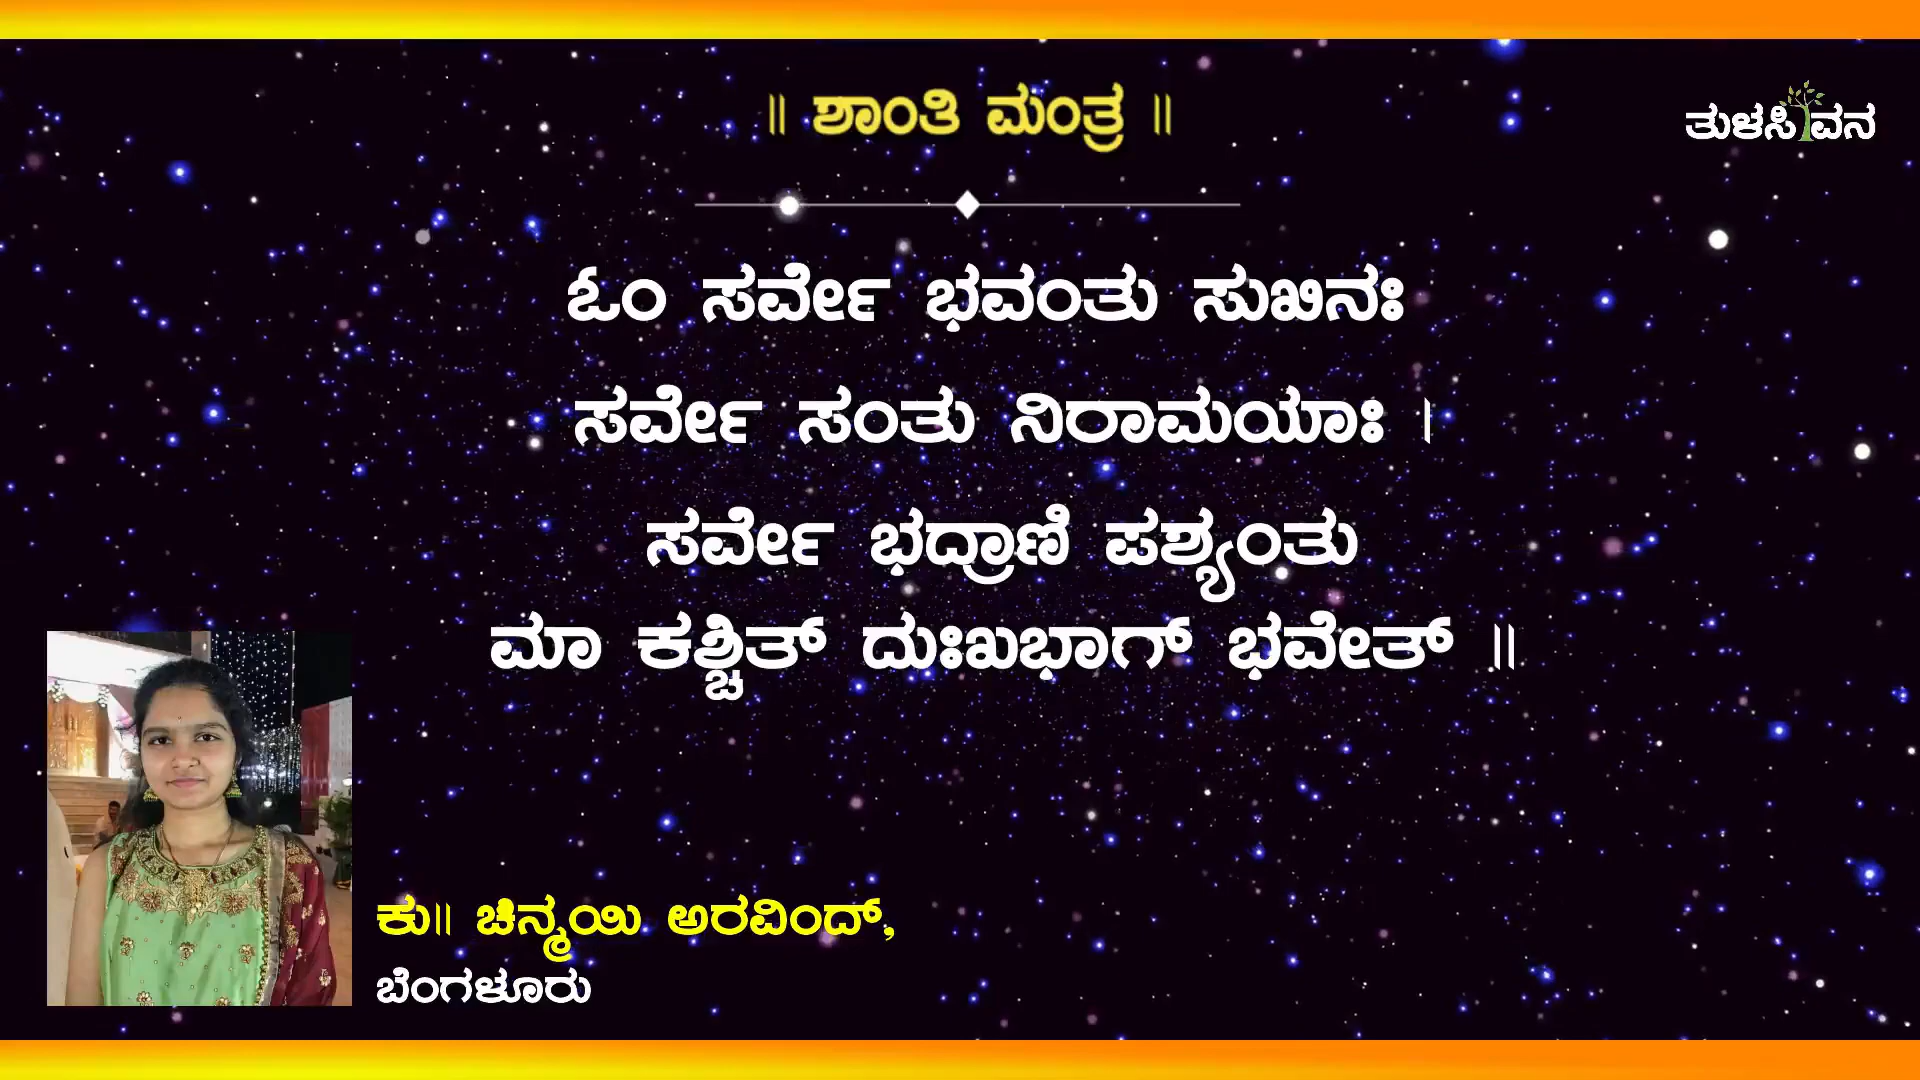 ॥ ಶಾಂತಿ ಮಂತ್ರ ॥
ತುಳಸಿವನ
ಓಂ ಸರ್ವೇ ಭವಂತು ಸುಖಿನಃ
ಸರ್ವೇ ಸಂತು ನಿರಾಮಯಾಃ ।
ಸರ್ವೇ ಭದ್ರಾಣಿ ಪಶ್ಯಂತು
ಮಾ ಕಶ್ಚಿತ್ ದುಃಖಭಾಗ್ ಭವೇತ್ ॥
ಕು॥ ಚಿನ್ಮಯಿ ಅರವಿಂದ್,
ಬೆಂಗಳೂರು